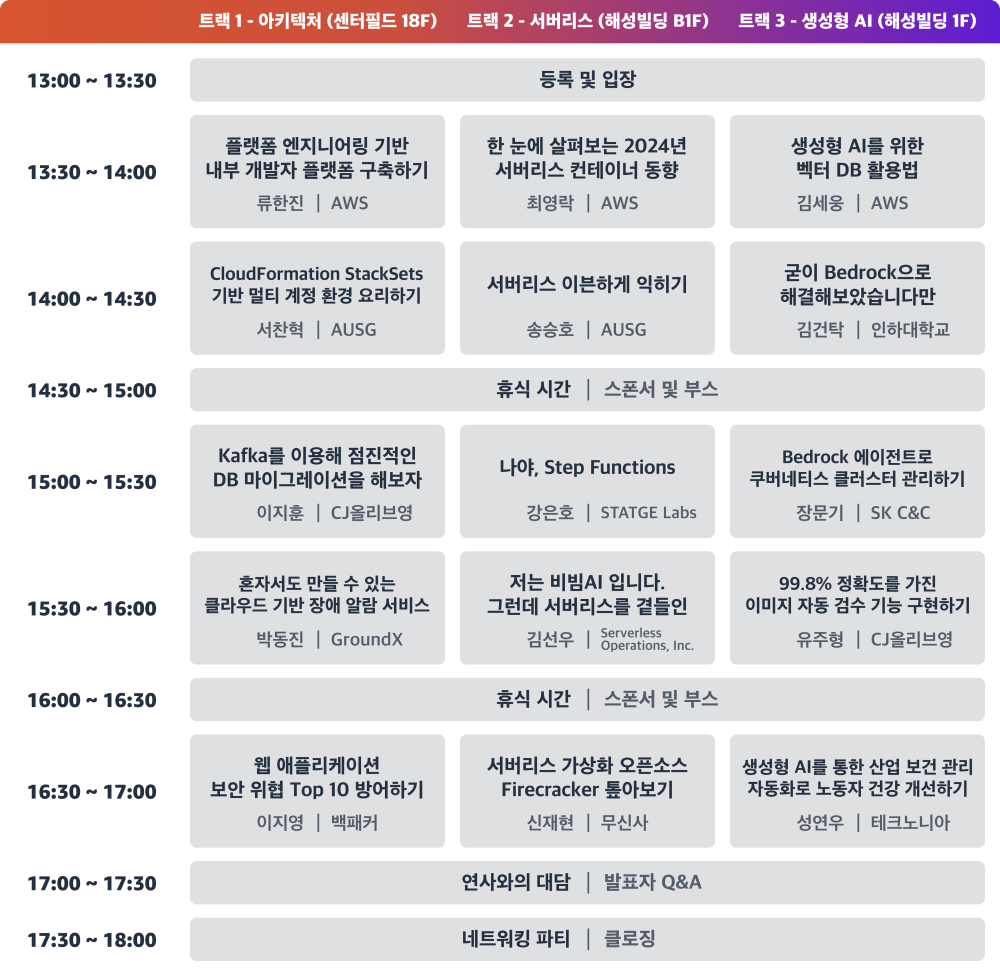 트랙 1 - 아키텍처 (센터필드 18F)
트랙 2 - 서버리스 (해성빌딩 B1F)
트랙 3 - 생성형 AI (해성빌딩 1F)
13:00 ~ 13:30
등록 및 입장
13:30 ~ 14:00
플랫폼 엔지니어링 기반
내부 개발자 플랫폼 구축하기
류한진 | AWS
한 눈에 살펴보는 2024년
서버리스 컨테이너 동향
최영락 | AWS
생성형 AI를 위한
벡터 DB 활용법
김세웅 | AWS
14:00 ~ 14:30
CloudFormation StackSets
기반 멀티 계정 환경 요리하기
서찬혁 | AUSG
서버리스 이븐하게 익히기
송승호 | AUSG
굳이 Bedrock으로
해결해보았습니다만
김건탁 | 인하대학교
14:30 ~ 15:00
휴식 시간 | 스폰서 및 부스
15:00 ~ 15:30
Kafka를 이용해 점진적인
DB 마이그레이션을 해보자
이지훈 | CJ올리브영
나야, Step Functions
강은호 | STATGE Labs
Bedrock 에이전트로
쿠버네티스 클러스터 관리하기
장문기 | SK C&C
15:30 ~ 16:00
혼자서도 만들 수 있는
클라우드 기반 장애 알람 서비스
박동진 | GroundX
저는 비빔AI 입니다.
그런데 서버리스를 곁들인
김선우 | Serverless
Operations, Inc.
99.8% 정확도를 가진
이미지 자동 검수 기능 구현하기
유주형 | CJ올리브영
16:00 ~ 16:30
휴식 시간 | 스폰서 및 부스
16:30 ~ 17:00
웹 애플리케이션
보안 위협 Top 10 방어하기
이지영 | 백패커
서버리스 가상화 오픈소스
Firecracker 톺아보기
신재현 | 무신사
생성형 AI를 통한 산업 보건 관리
자동화로 노동자 건강 개선하기
성연우 | 테크노니아
17:00 ~ 17:30
연사와의 대담 | 발표자 Q&A
17:30 ~ 18:00
네트워킹 파티 | 클로징